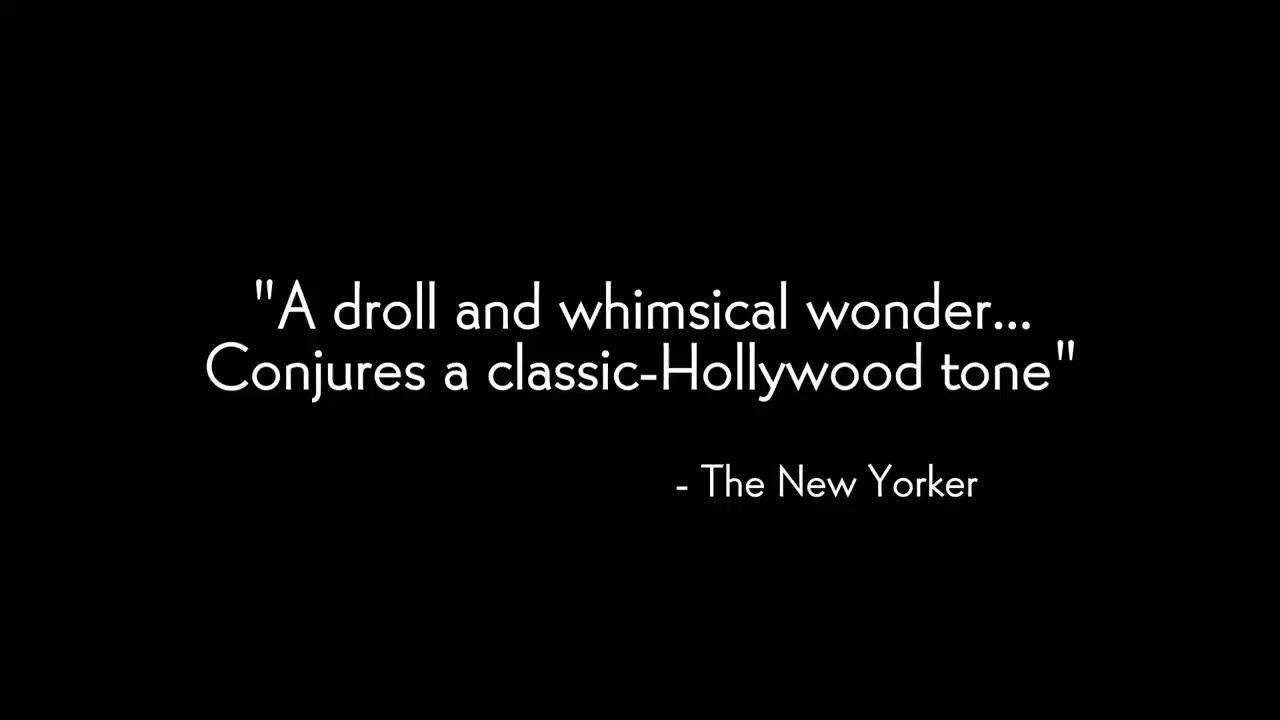 "A droll and whimsical wonder...
Conjures a classic-Hollywood tone"
- The New Yorker